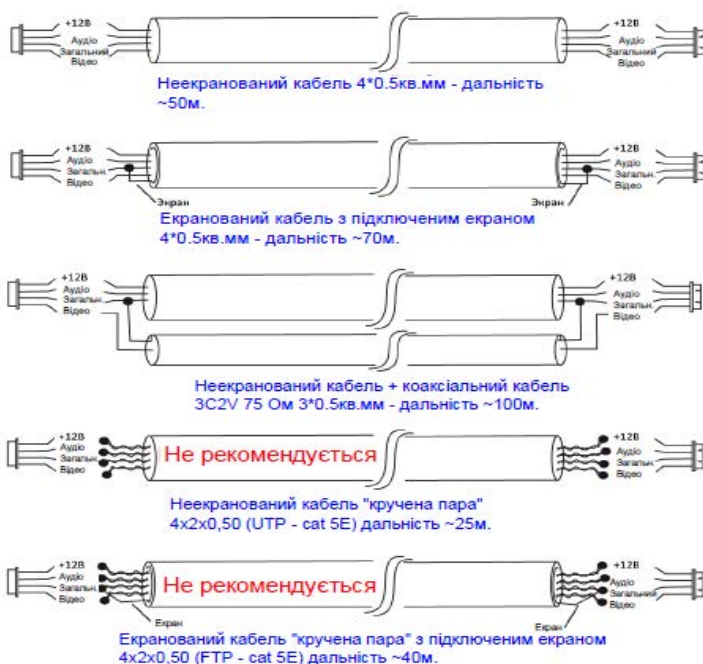 +12В
Аудіо
Загальний
Відео
+12В
Аудіо
Загальний
Відео
Неекранований кабель 4*0.5кв.мм - дальність
~50м.
+12В
Аудіо
Загальн.
Відео
Экран
+12В
Аудіо
Загальн.
Відео
Экран
Екранований кабель з підключеним екраном
4*0.5кв.мм - дальність ~70м.
+12В
Аудіо
Загальн.
Відео
+12В
Аудіо
Загальн.
Відео
Неекранований кабель + коаксіальний кабель
3C2V 75 Ом 3*0.5кв.мм - дальність ~100м.
+12В
Аудіо
Загальн.
Відео
Не рекомендується
+12В
Аудіо
Загальн.
Відео
Неекранований кабель "кручена пара"
4x2x0,50 (UTP - cat 5E) дальність ~25м.
+12В
Аудіо
Загальн.
Відео
Екран
Не рекомендується
+12В
Аудіо
Загальний
Відео
Екран
Екранований кабель "кручена пара" з підключеним екраном
4x2x0,50 (FTP - cat 5E) дальність ~40м.